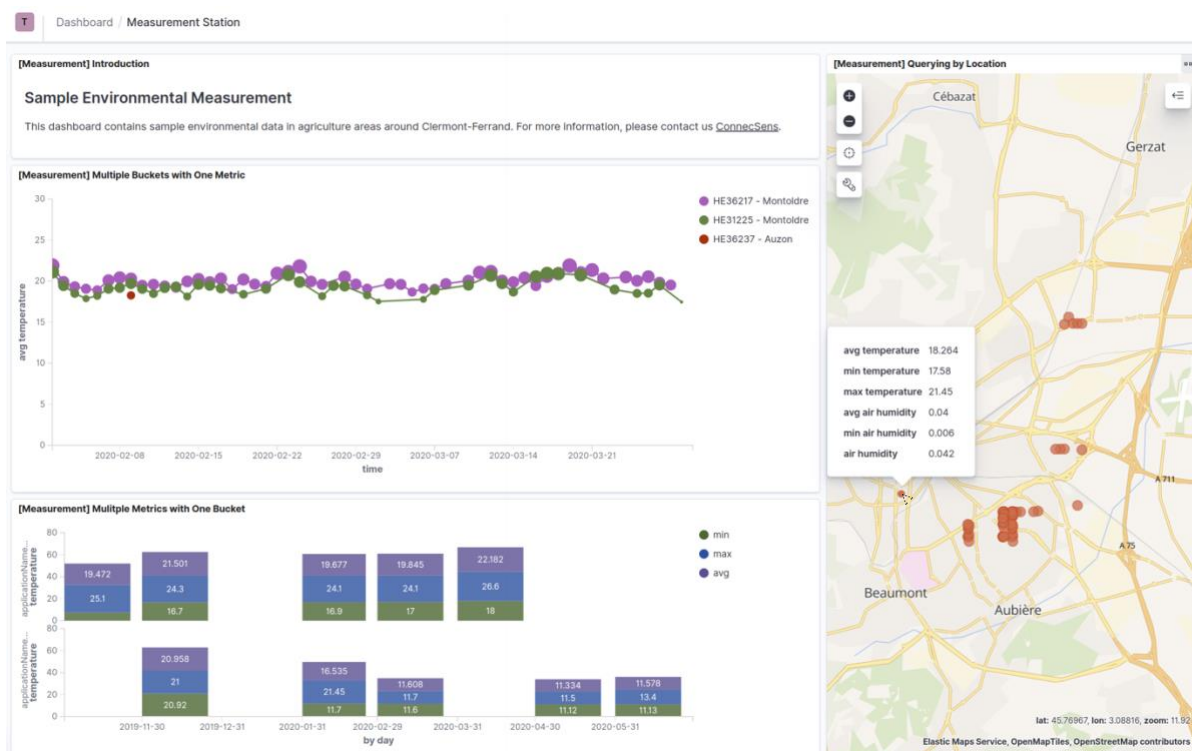 T
Dashboard / Measurement Station
[Measurement] Introduction
Sample Environmental Measurement
This dashboard contains sample environmental data in agriculture areas around Clermont-Ferrand. For more information, please contact us ConnecSens.
[Measurement] Multiple Buckets with One Metric
30
25
20
15
10
5
0
avg temperature
2020-02-08 2020-02-15 2020-02-22 2020-02-29 2020-03-07 2020-03-14 2020-03-21
time
HE36217 - Montoldre
HE31225 - Montoldre
HE36237 - Auzon
[Measurement] Mulitple Metrics with One Bucket
80
60
40
20
0
applicationName...
temperature
19.472 21.501 19.677 19.845 22.182
25.1 24.3 24.1 24.1 26.6
16.7 16.9 17 18
80
60
40
20
0
applicationName...
temperature
20.958 16.535 11.608 11.334 11.578
21 21.45 11.7 11.5 13.4
20.92 11.7 11.6 11.12 11.13
2019-11-30 2019-12-31 2020-01-31 2020-02-29 2020-03-31 2020-04-30 2020-05-31
by day
min
max
avg
[Measurement] Querying by Location
Cébazat
Gerzat
avg temperature 18.264
min temperature 17.58
max temperature 21.45
avg air humidity 0.04
min air humidity 0.006
air humidity 0.042
A 711
A 75
Beaumont
Aubière
lat: 45.76967, lon: 3.08816, zoom: 11.92
Elastic Maps Service, OpenMapTiles, OpenStreetMap contributors